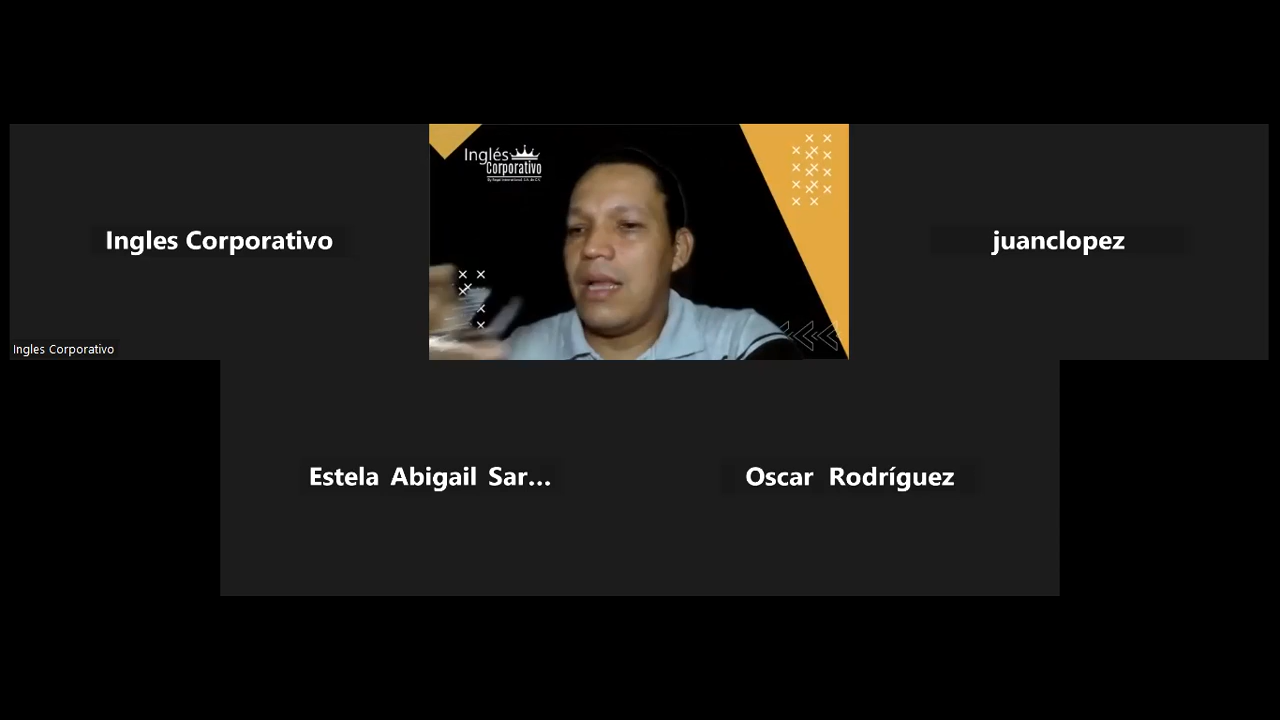 Ingles Corporativo
Ingles Corporativo
Inglés
Corporativo
juanclopez
Estela Abigail Sar...
Oscar Rodríguez